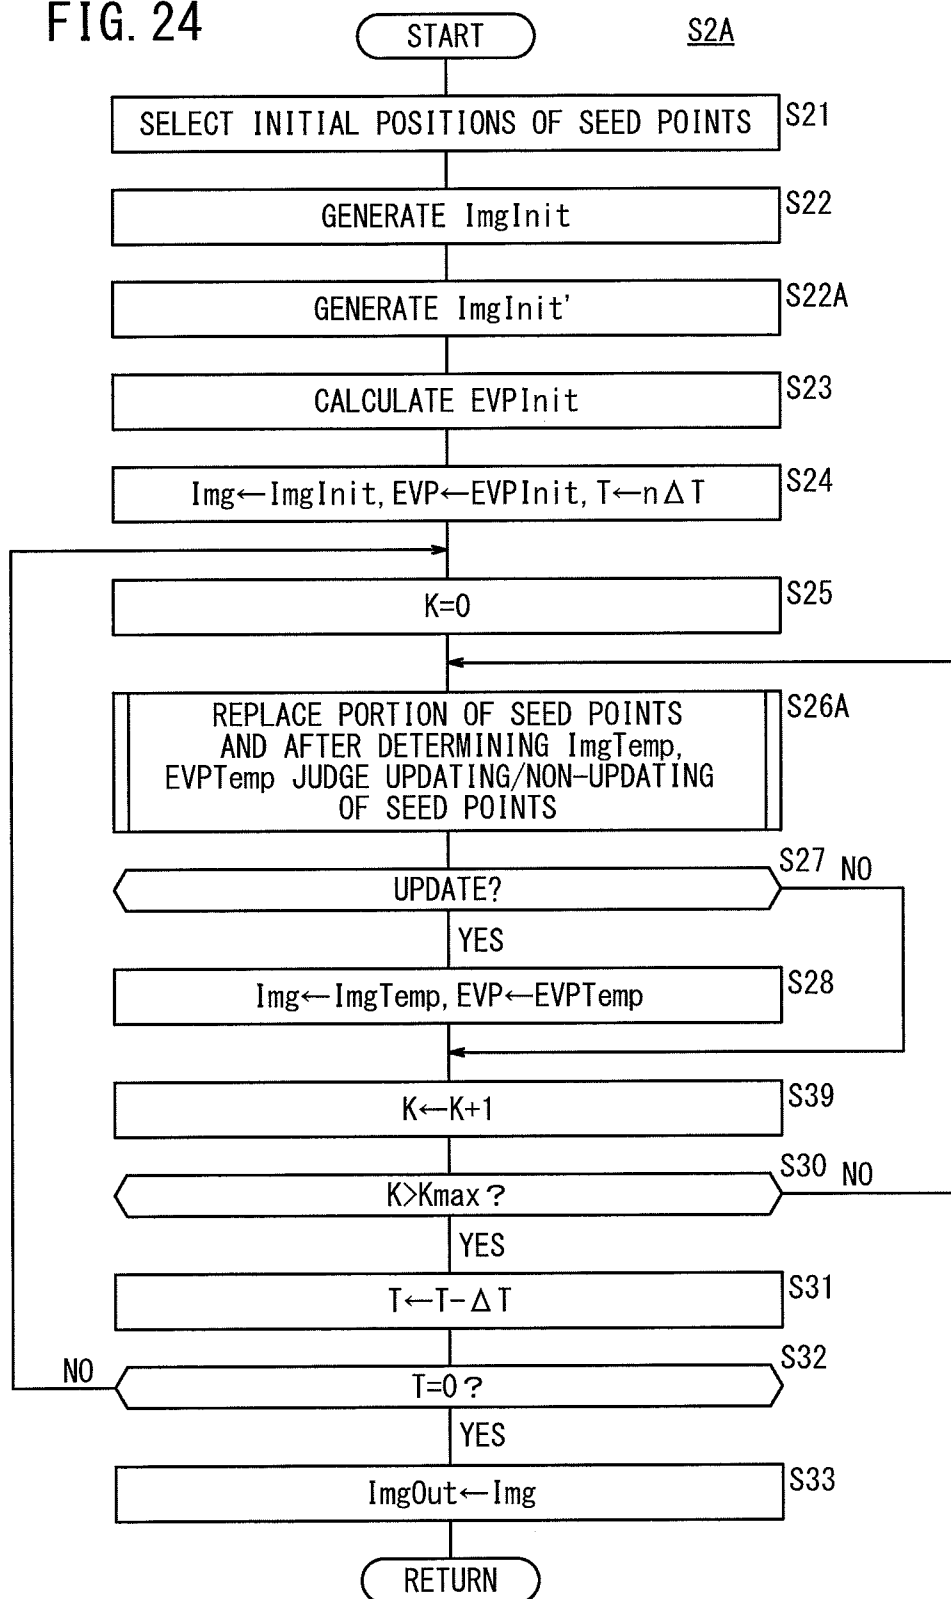 FIG. 24
START
S2A
SELECT INITIAL POSITIONS OF SEED POINTS
S21
GENERATE ImgInit
S22
GENERATE ImgInit'
S22A
CALCULATE EVPInit
S23
Img←ImgInit, EVP←EVPInit, T←nΔT
S24
K=0
S25
REPLACE PORTION OF SEED POINTS
AND AFTER DETERMINING ImgTemp,
EVPTemp JUDGE UPDATING/NON-UPDATING
OF SEED POINTS
S26A
UPDATE?
S27
NO
YES
Img←ImgTemp, EVP←EVPTemp
S28
K←K+1
S39
K>Kmax?
S30
NO
YES
T←T-ΔT
S31
NO
T=0?
S32
YES
ImgOut←Img
S33
RETURN